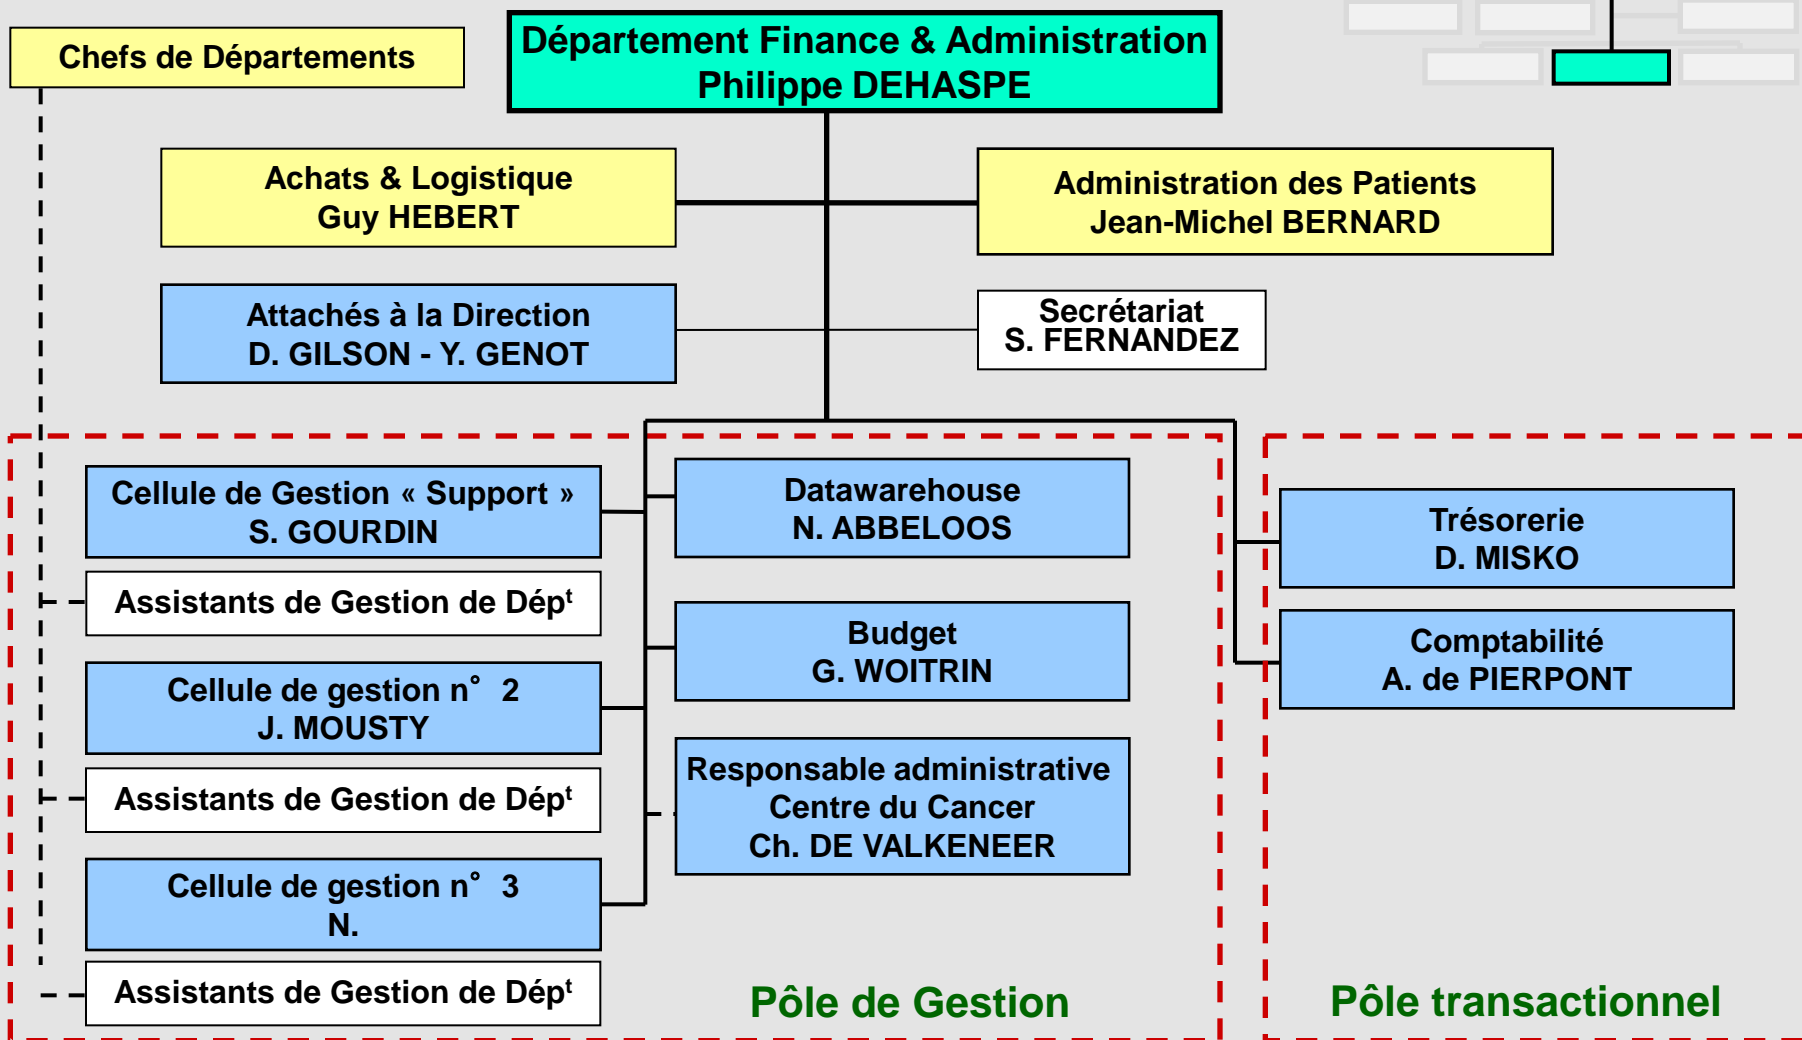 Département Finance & Administration
Philippe DEHASPE
Chefs de Départements
Achats & Logistique
Guy HEBERT
Administration des Patients
Jean-Michel BERNARD
Attachés à la Direction
D. GILSON - Y. GENOT
Secrétariat
S. FERNANDEZ
Cellule de Gestion « Support »
S. GOURDIN
Assistants de Gestion de Dépᵗ
Cellule de gestion n° 2
J. MOUSTY
Assistants de Gestion de Dépᵗ
Cellule de gestion n° 3
N.
Assistants de Gestion de Dépᵗ
Datawarehouse
N. ABBELOOS
Budget
G. WOITRIN
Responsable administrative
Centre du Cancer
Ch. DE VALKENEER
Pôle de Gestion
Trésorerie
D. MISKO
Comptabilité
A. de PIERPONT
Pôle transactionnel